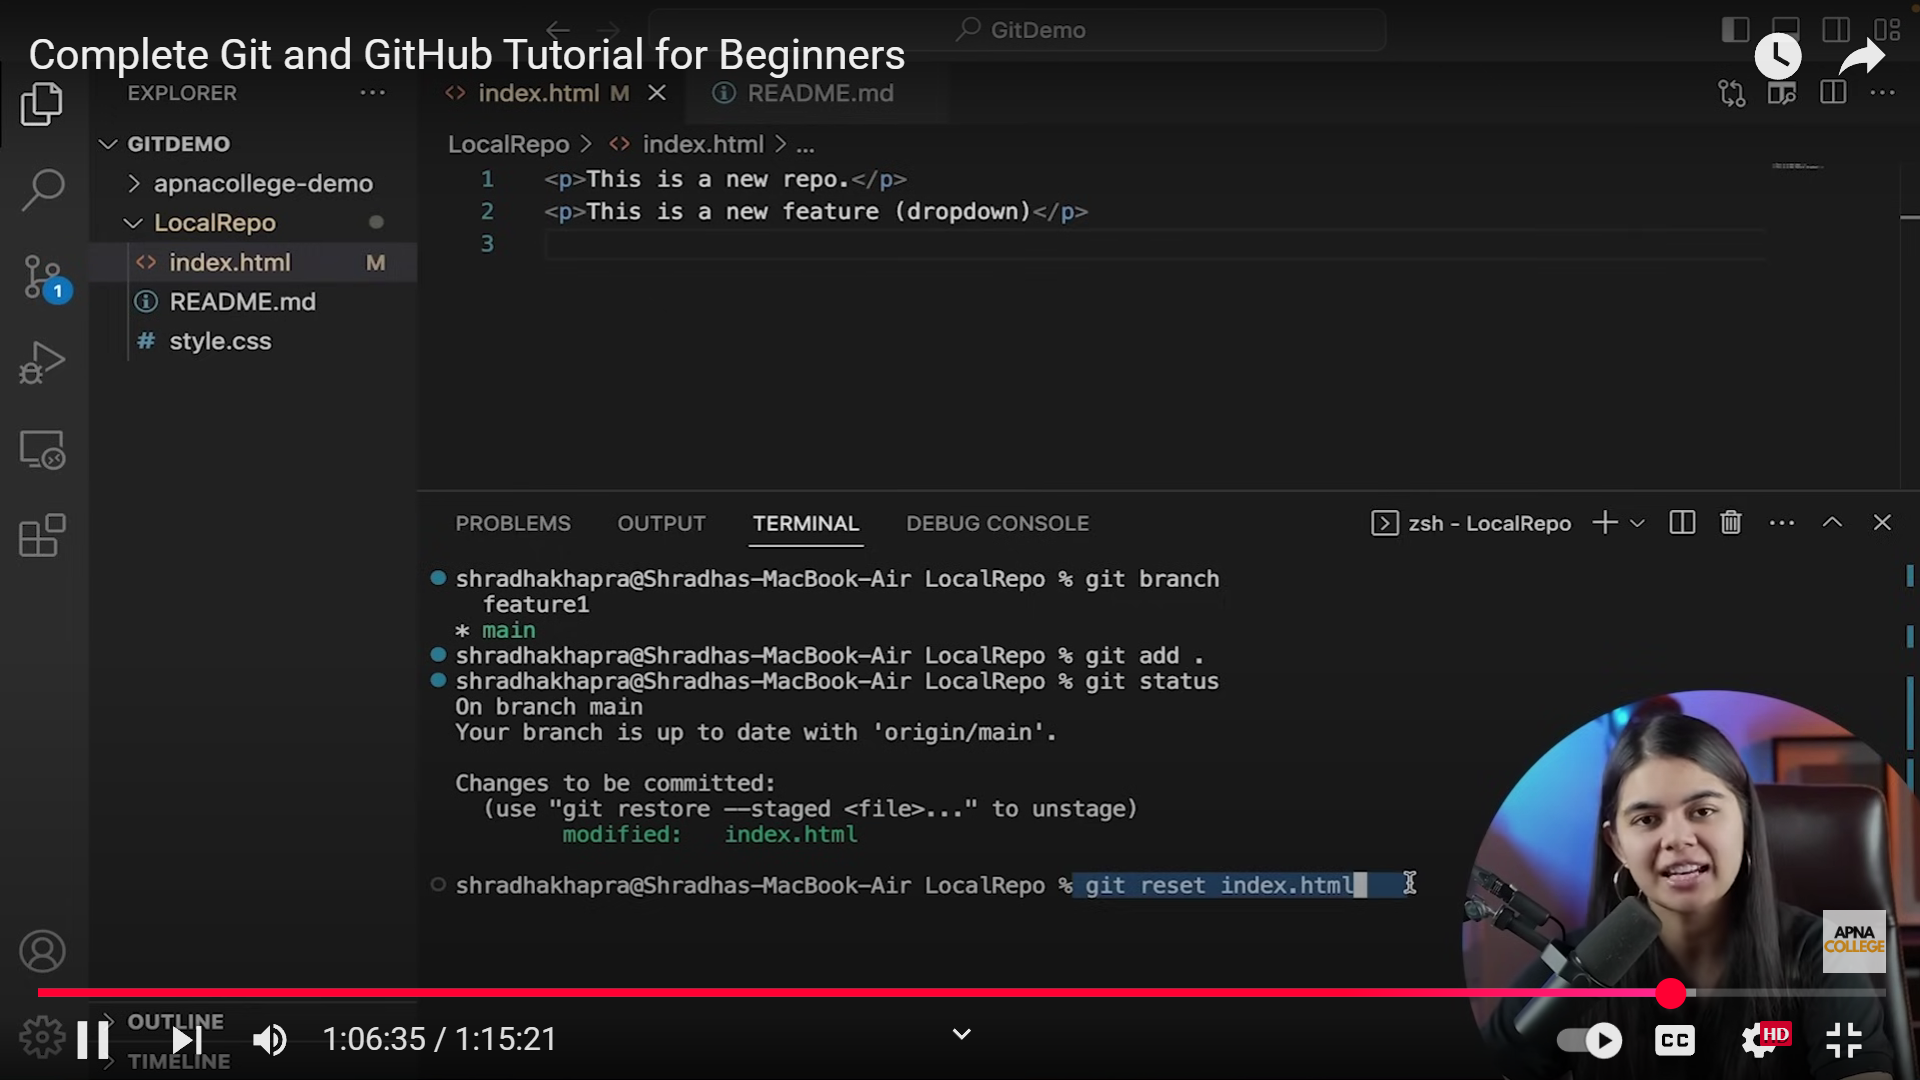 GitDemo
Complete Git and GitHub Tutorial for Beginners
EXPLORER
index.html M
README.md
GITDEMO
apnacollege-demo
LocalRepo
index.html M
README.md
style.css
1
LocalRepo > index.html > ...
1 <p>This is a new repo.</p>
2 <p>This is a new feature (dropdown)</p>
3
PROBLEMS OUTPUT TERMINAL DEBUG CONSOLE
zsh - LocalRepo
shradhakhapra@Shradhas-MacBook-Air LocalRepo % git branch
feature1
* main
shradhakhapra@Shradhas-MacBook-Air LocalRepo % git add .
shradhakhapra@Shradhas-MacBook-Air LocalRepo % git status
On branch main
Your branch is up to date with 'origin/main'.
Changes to be committed:
(use "git restore --staged <file>..." to unstage)
modified: index.html
shradhakhapra@Shradhas-MacBook-Air LocalRepo % git reset index.html
APNA
COLLEGE
OUTLINE
TIMELINE
1:06:35 / 1:15:21
CC
HD